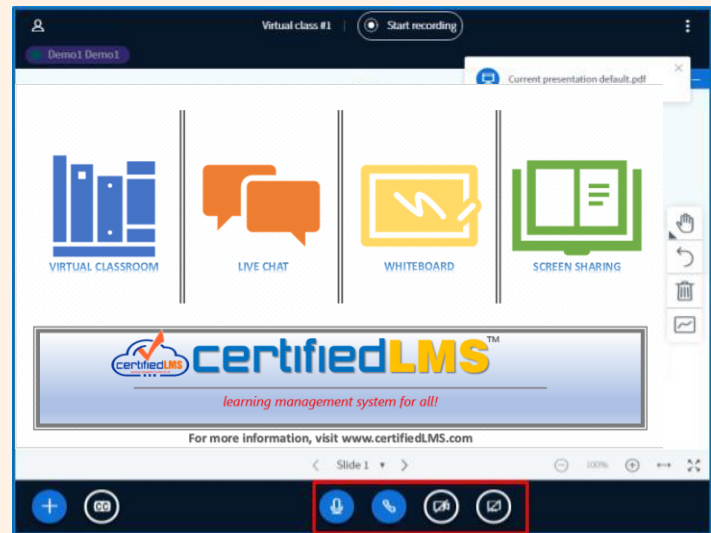 Virtual class #1
Start recording
Demo1 Demo1
Current presentation default.pdf
VIRTUAL CLASSROOM
LIVE CHAT
WHITEBOARD
SCREEN SHARING
certifiedLMS
certifiedLMS™
learning management system for all!
For more information, visit www.certifiedLMS.com
Slide 1
100%
CC